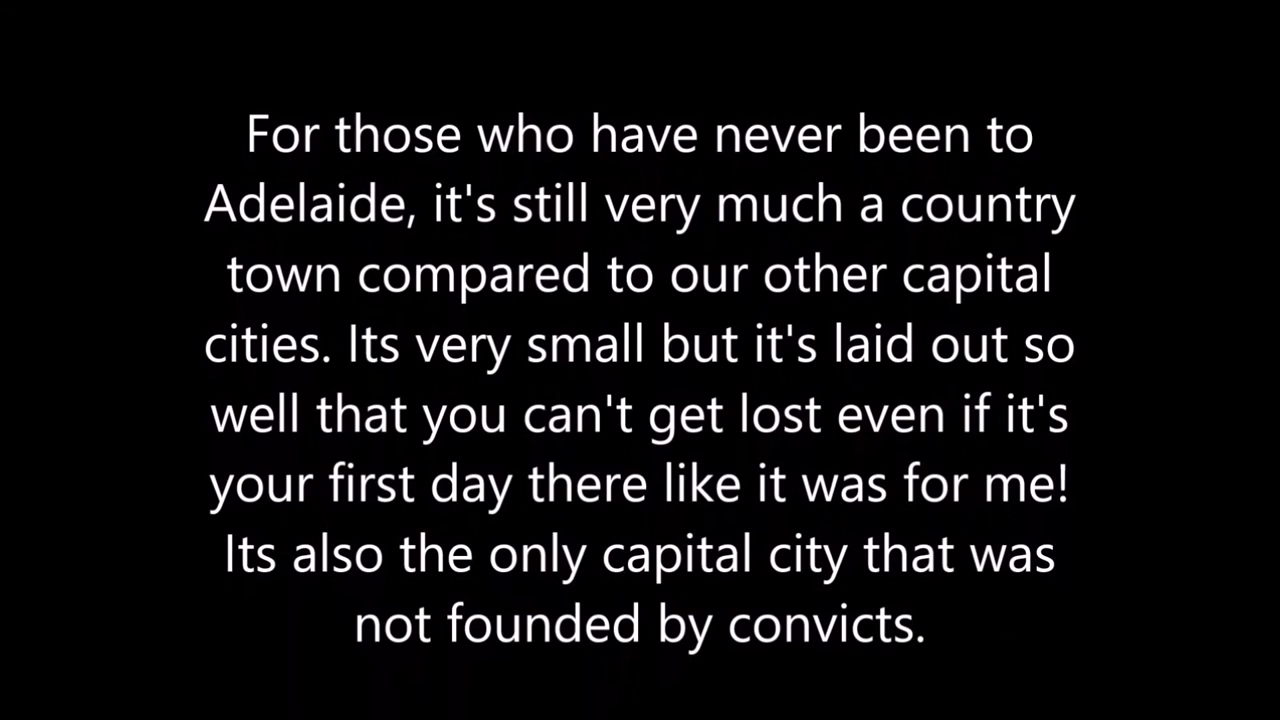 For those who have never been to
Adelaide, it's still very much a country
town compared to our other capital
cities. Its very small but it's laid out so
well that you can't get lost even if it's
your first day there like it was for me!
Its also the only capital city that was
not founded by convicts.